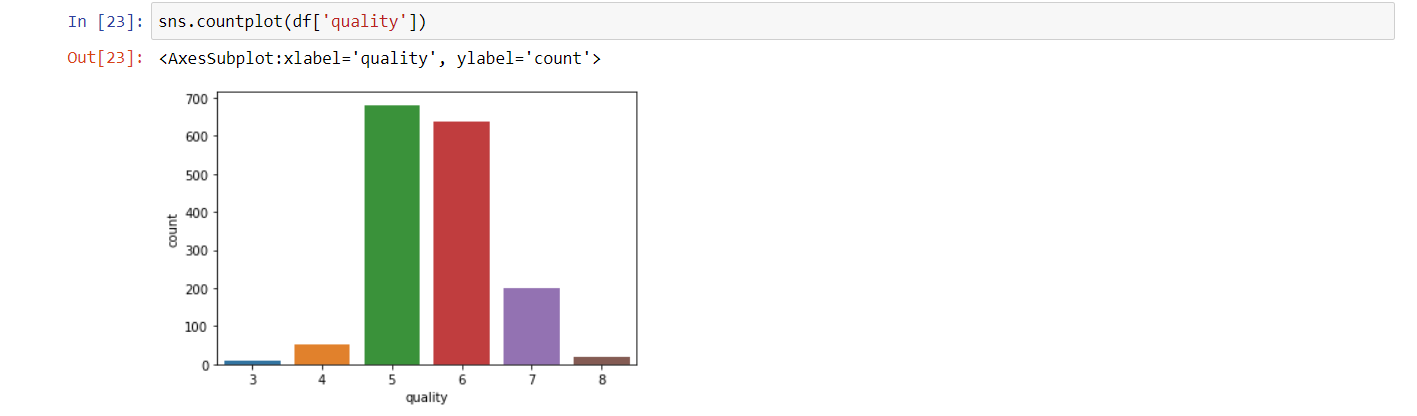 In [23]: sns.countplot(df['quality'])
Out[23]: <AxesSubplot:xlabel='quality', ylabel='count'>
700
600
500
400
300
200
100
0
count
3 4 5 6 7 8
quality